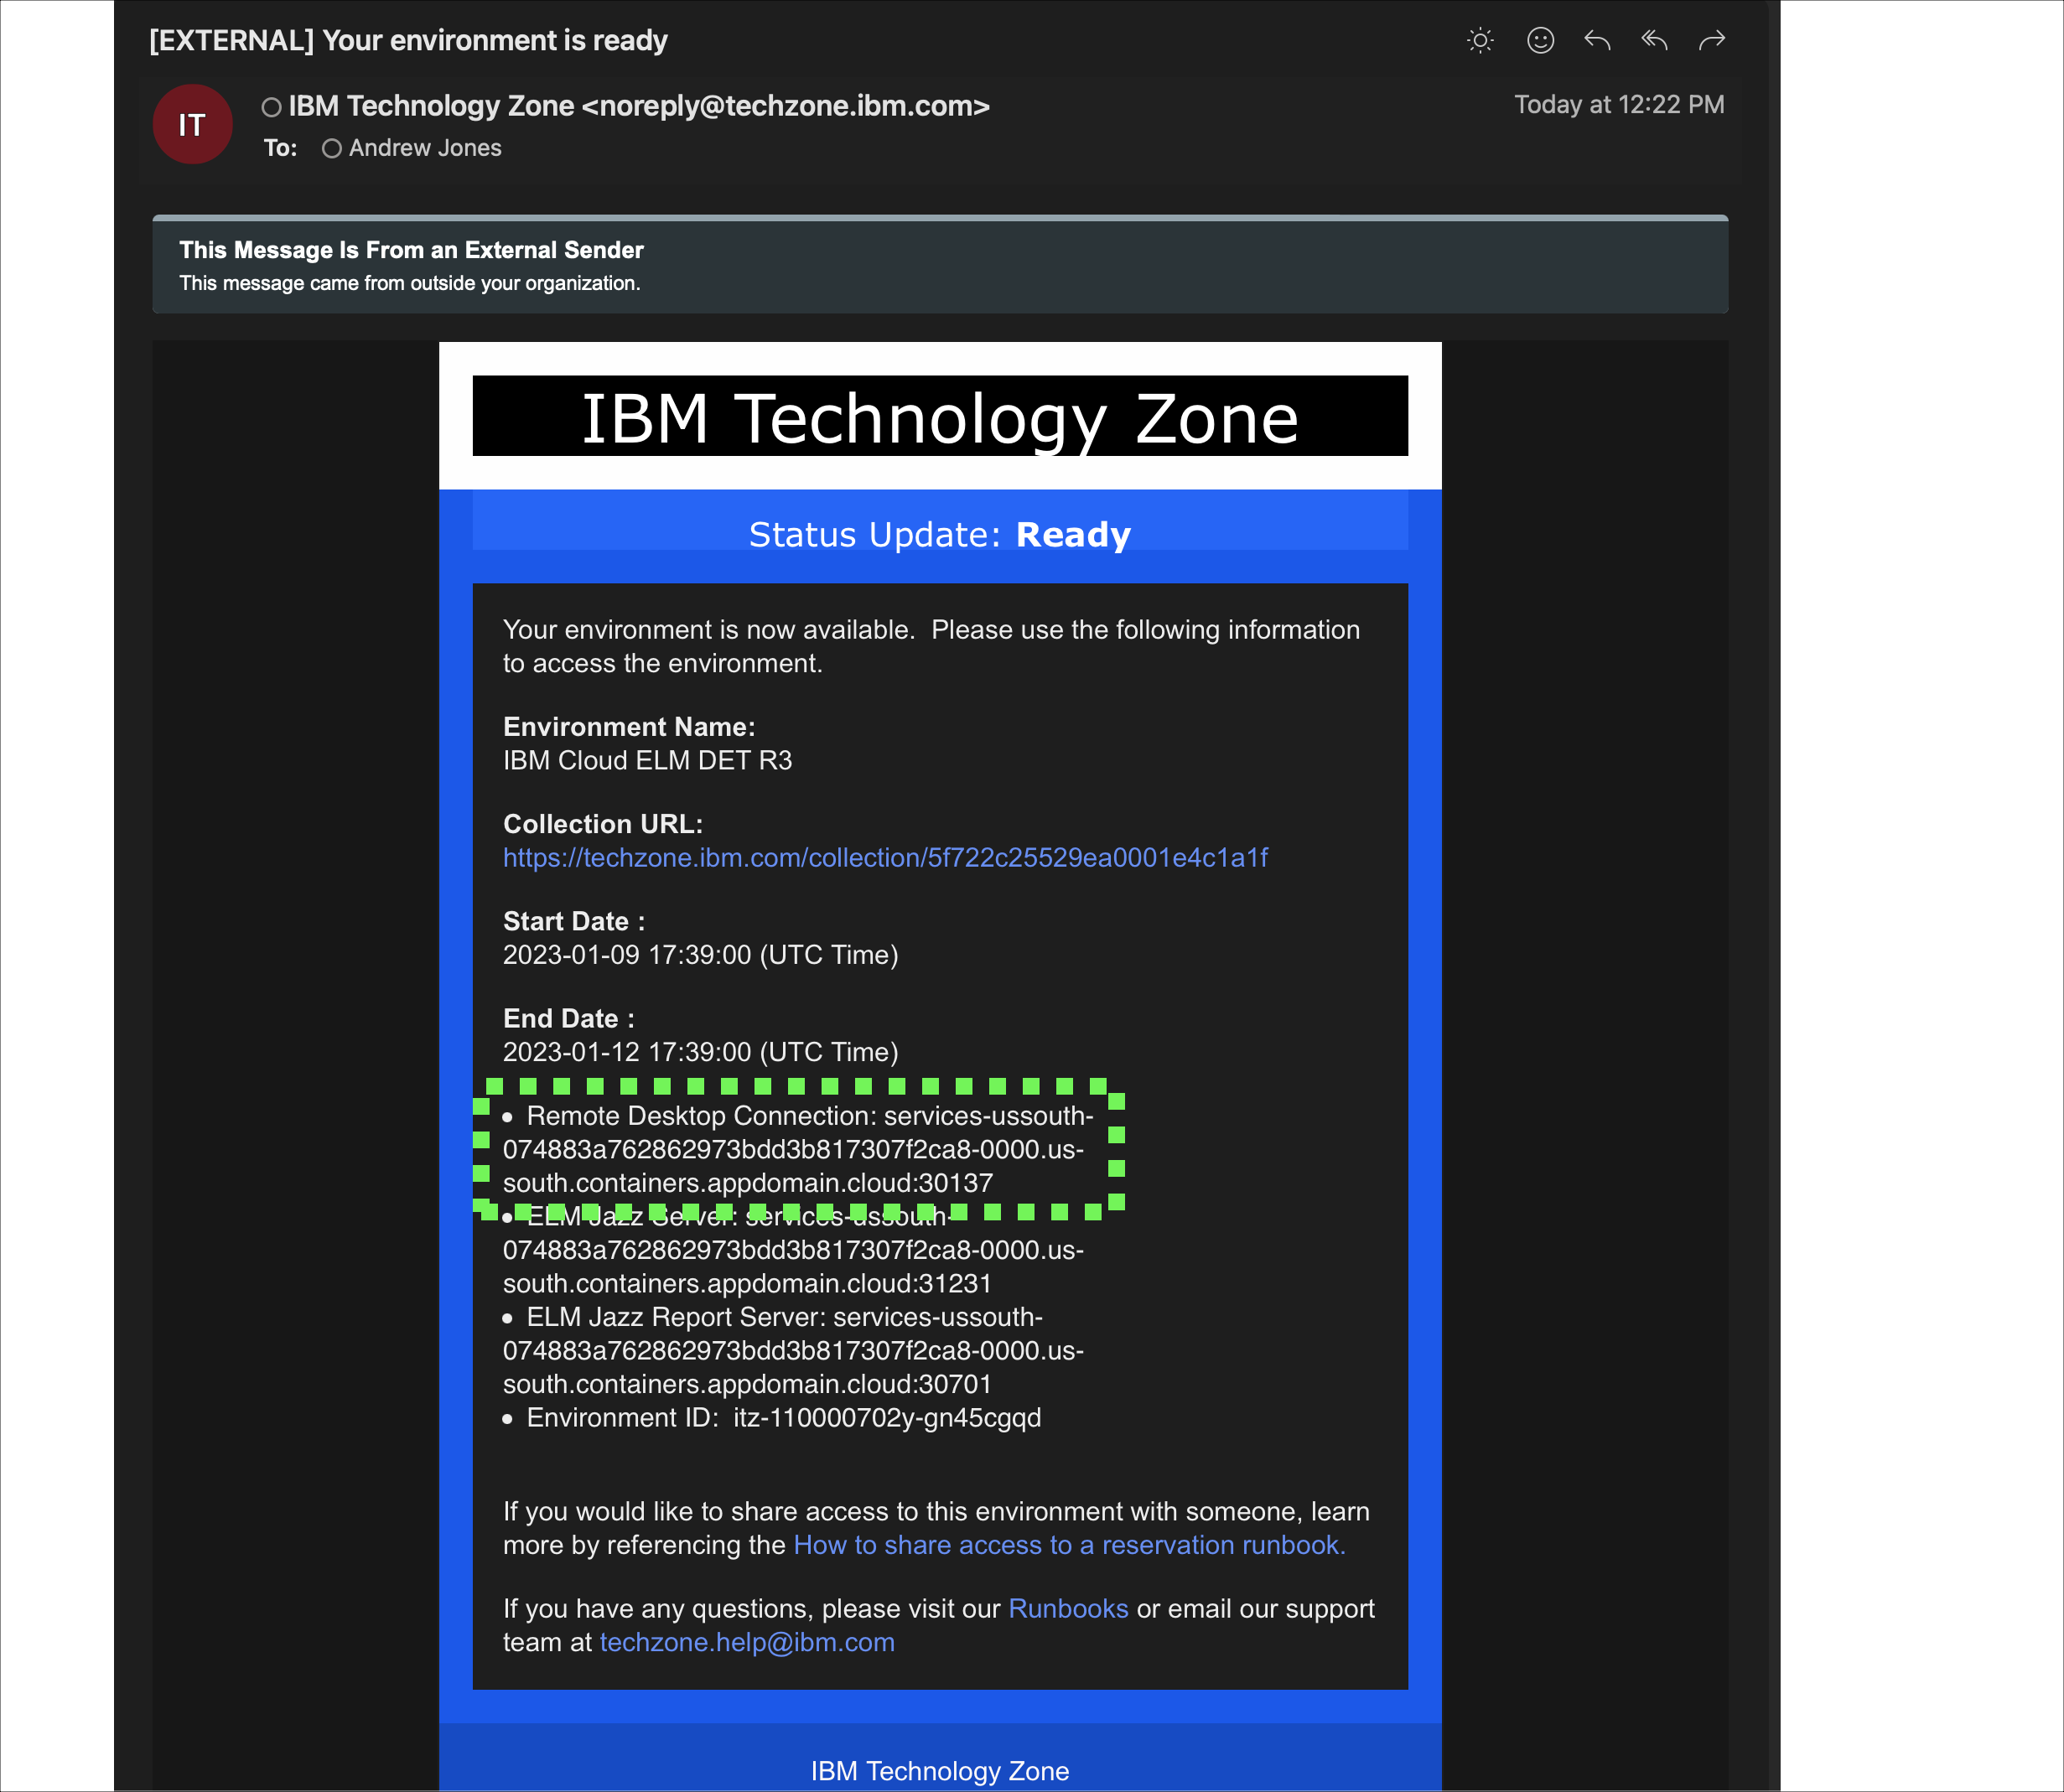 [EXTERNAL] Your environment is ready
IT
IBM Technology Zone <noreply@techzone.ibm.com>
Today at 12:22 PM
To: Andrew Jones
This Message Is From an External Sender
This message came from outside your organization.
IBM Technology Zone
Status Update: Ready
Your environment is now available.  Please use the following information
to access the environment.
Environment Name:
IBM Cloud ELM DET R3
Collection URL:
https://techzone.ibm.com/collection/5f722c25529ea0001e4c1a1f
Start Date :
2023-01-09 17:39:00 (UTC Time)
End Date :
2023-01-12 17:39:00 (UTC Time)
• Remote Desktop Connection: services-ussouth-
074883a762862973bdd3b817307f2ca8-0000.us-
south.containers.appdomain.cloud:30137
• ELM Jazz Server: services-ussouth-
074883a762862973bdd3b817307f2ca8-0000.us-
south.containers.appdomain.cloud:31231
• ELM Jazz Report Server: services-ussouth-
074883a762862973bdd3b817307f2ca8-0000.us-
south.containers.appdomain.cloud:30701
• Environment ID:  itz-110000702y-gn45cgqd
If you would like to share access to this environment with someone, learn
more by referencing the How to share access to a reservation runbook.
If you have any questions, please visit our Runbooks or email our support
team at techzone.help@ibm.com
IBM Technology Zone